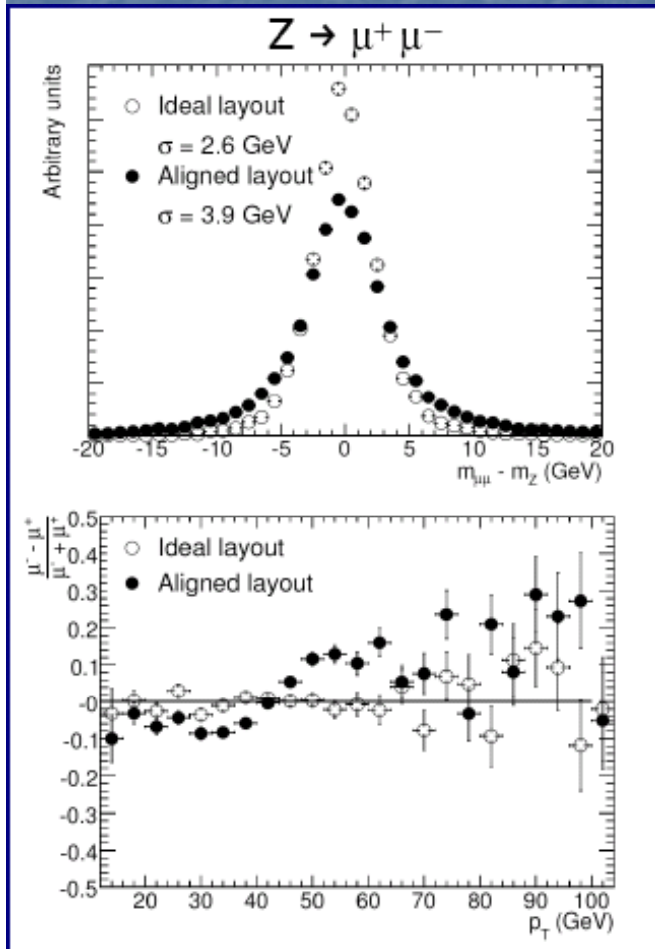 Z → μ⁺ μ⁻
Arbitrary units
Ideal layout
σ = 2.6 GeV
Aligned layout
σ = 3.9 GeV
-20 -15 -10 -5 0 5 10 15 20
m_μμ - m_Z (GeV)
μ⁻ - μ⁺
μ⁻ + μ⁺
0.5
Ideal layout
0.4
Aligned layout
0.3
0.2
0.1
-0
-0.1
-0.2
-0.3
-0.4
-0.5
20 30 40 50 60 70 80 90 100
p_T (GeV)